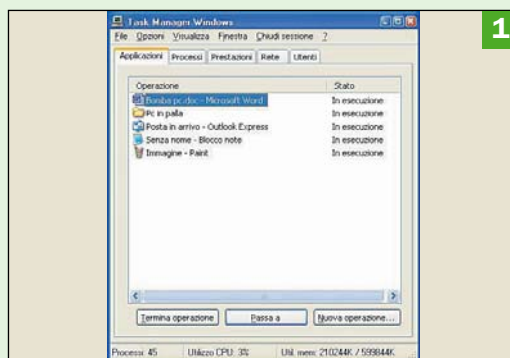 1
Task Manager Windows
File Opzioni Visualizza Finestra Chiudi sessione ?
Applicazioni Processi Prestazioni Rete Utenti
Operazione Stato
Bomba pc.doc - Microsoft Word In esecuzione
Pc in palla In esecuzione
Posta in arrivo - Outlook Express In esecuzione
Senza nome - Blocco note In esecuzione
Immagine - Paint In esecuzione
Termina operazione Passa a Nuova operazione...
Processi: 45 Utilizzo CPU: 3% Util. mem: 210244K / 599844K